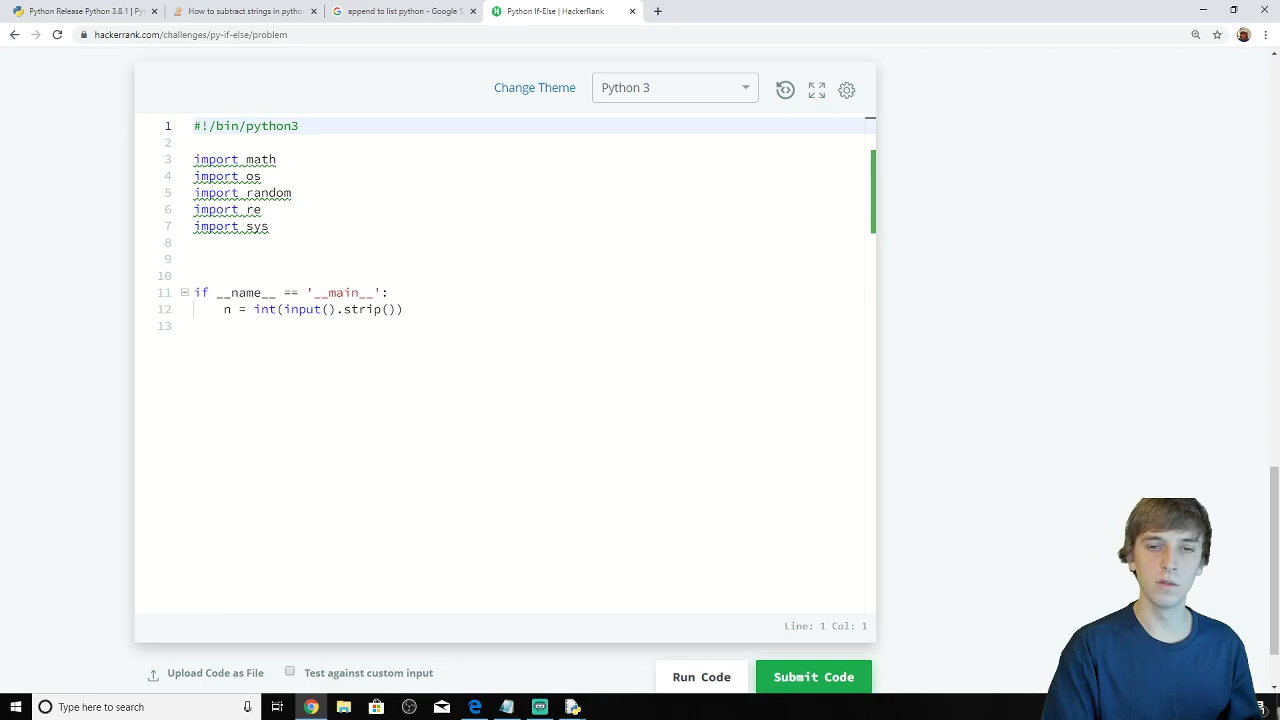 Python Release Python 3.8.1 | Py
How to subtract strings in python
append to list python - Google S
Python If-Else | HackerRank
hackerrank.com/challenges/py-if-else/problem
Change Theme
Python 3
1 #!/bin/python3
2
3 import math
4 import os
5 import random
6 import re
7 import sys
8
9
10
11 if __name__ == '__main__':
12 n = int(input().strip())
13
Line: 1 Col: 1
Upload Code as File
Test against custom input
Run Code
Submit Code
Type here to search